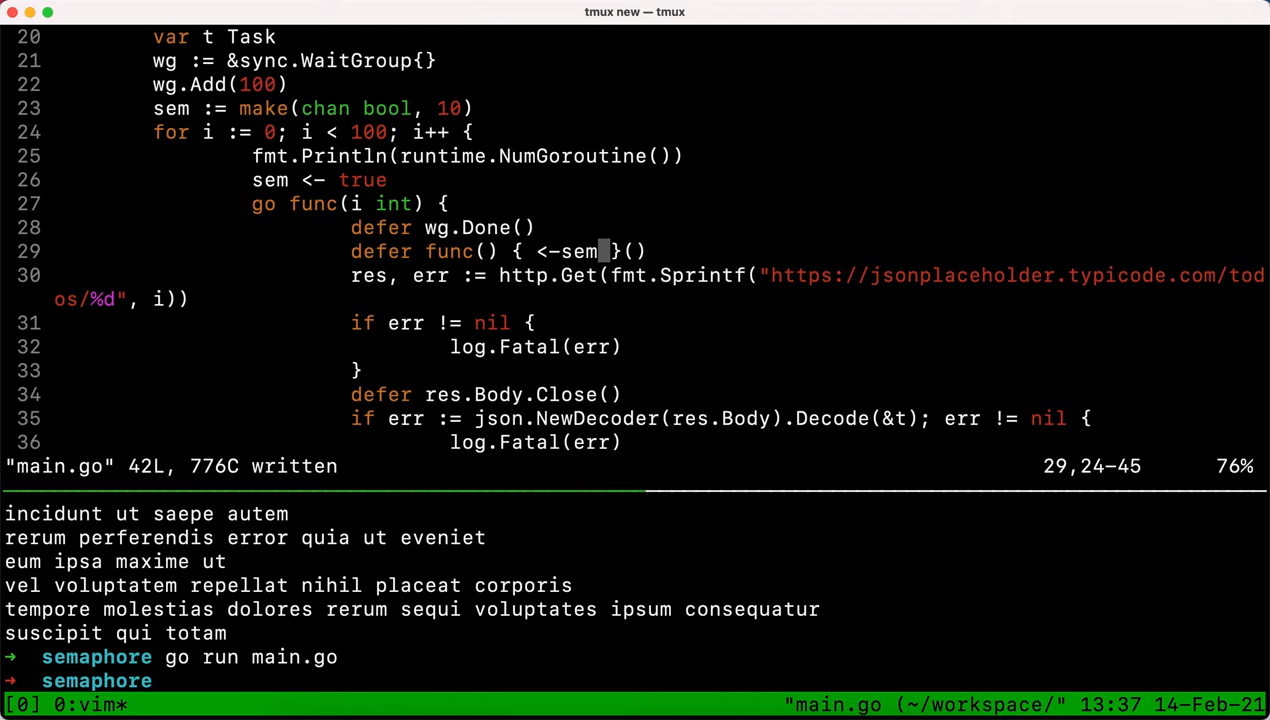 tmux new — tmux
20 var t Task
21 wg := &sync.WaitGroup{}
22 wg.Add(100)
23 sem := make(chan bool, 10)
24 for i := 0; i < 100; i++ {
25 fmt.Println(runtime.NumGoroutine())
26 sem <- true
27 go func(i int) {
28 defer wg.Done()
29 defer func() { <-sem }()
30 res, err := http.Get(fmt.Sprintf("https://jsonplaceholder.typicode.com/tod
os/%d", i))
31 if err != nil {
32 log.Fatal(err)
33 }
34 defer res.Body.Close()
35 if err := json.NewDecoder(res.Body).Decode(&t); err != nil {
36 log.Fatal(err)
"main.go" 42L, 776C written 29,24-45 76%
incidunt ut saepe autem
rerum perferendis error quia ut eveniet
eum ipsa maxime ut
vel voluptatem repellat nihil placeat corporis
tempore molestias dolores rerum sequi voluptates ipsum consequatur
suscipit qui totam
➜ semaphore go run main.go
➜ semaphore
[0] 0:vim* "main.go (~/workspace/" 13:37 14-Feb-21